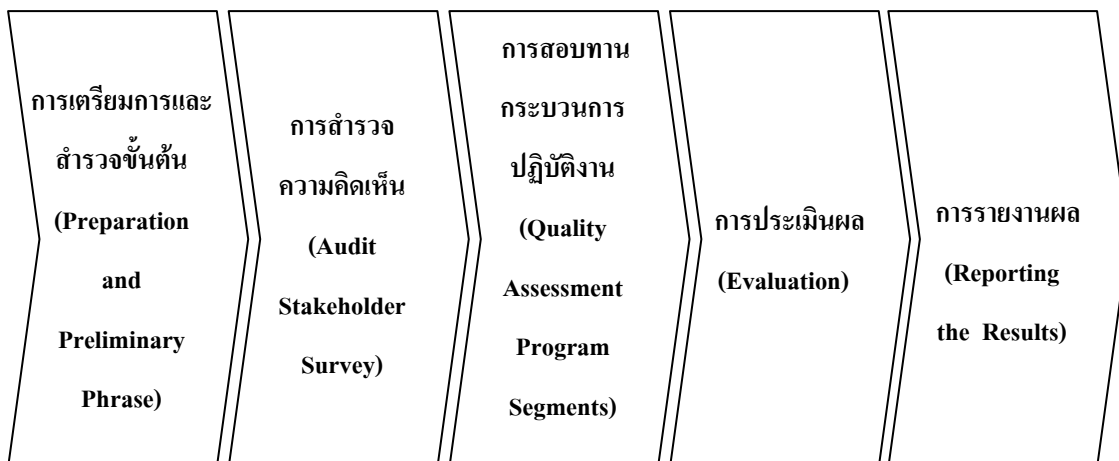 การเตรียมการและ
สำรวจขั้นต้น
(Preparation
and
Preliminary
Phrase)
การสำรวจ
ความคิดเห็น
(Audit
Stakeholder
Survey)
การสอบทาน
กระบวนการ
ปฏิบัติงาน
(Quality
Assessment
Program
Segments)
การประเมินผล
(Evaluation)
การรายงานผล
(Reporting
the Results)